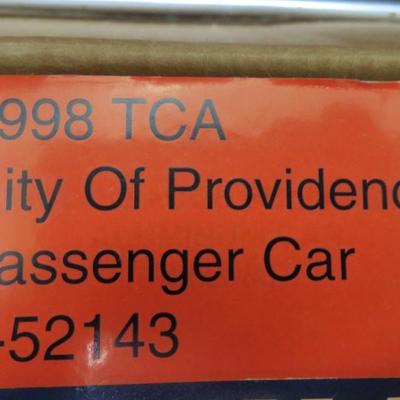 998 TCA
ity Of Providenc
assenger Car
-52143